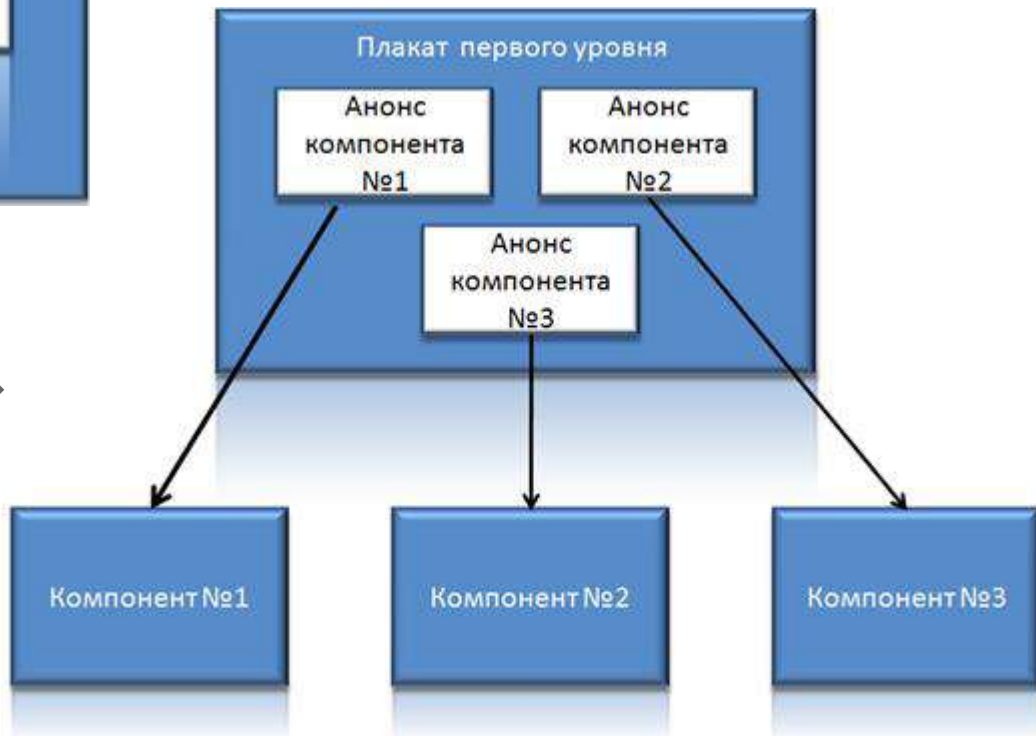 Плакат первого уровня
Анонс
компонента
№1
Анонс
компонента
№2
Анонс
компонента
№3
Компонент №1
Компонент №2
Компонент №3